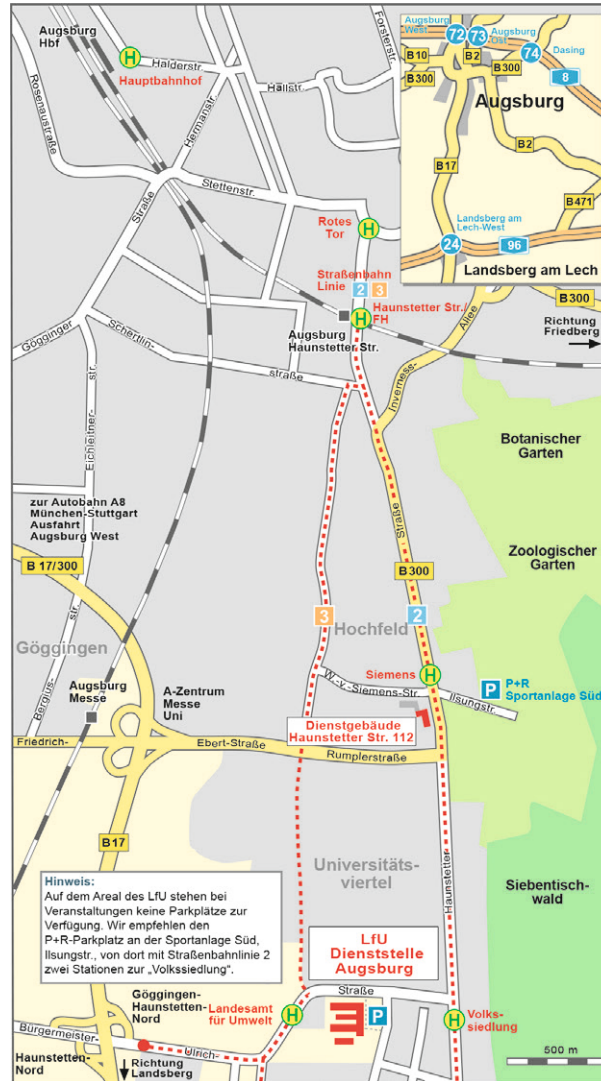 Augsburg
Hbf
H
Hauptbahnhof
Halderstr.
Hallstr.
Forsterstr.
Rosenaustraße
Hermanstr.
Stettenstr.
Rotes
Tor
H
Straßenbahn
Linie
2 3
H
Haunstetter Str./
FH
Augsburg
Haunstetter Str.
Gögginger
Straße
Schertlin-
straße
Eichleitner-
str.
Inverness-
Allee
Augsburg
West
72 73
Augsburg
Ost
74
Dasing
B10
B2
B300
B300
8
Augsburg
B17
B2
B471
Landsberg am
Lech-West
24
96
Landsberg am Lech
B300
Richtung
Friedberg
Botanischer
Garten
Zoologischer
Garten
zur Autobahn A8
München-Stuttgart
Ausfahrt
Augsburg West
B 17/300
Straße
B300
3
2
Hochfeld
Göggingen
Bergius-
str.
Augsburg
Messe
A-Zentrum
Messe
Uni
Siemens
H
W.-v.-Siemens-Str.
Ilsungstr.
P
P+R
Sportanlage Süd
Dienstgebäude
Haunstetter Str. 112
Friedrich-
Ebert-Straße
Rumplerstraße
B17
Universitäts-
viertel
Haunstetter-
Siebentisch-
wald
Hinweis:
Auf dem Areal des LfU stehen bei
Veranstaltungen keine Parkplätze zur
Verfügung. Wir empfehlen den
P+R-Parkplatz an der Sportanlage Süd,
Ilsungstr., von dort mit Straßenbahnlinie 2
zwei Stationen zur „Volkssiedlung".
LfU
Dienststelle
Augsburg
Göggingen-
Haunstetten-
Nord
Landesamt
für Umwelt
H
Straße
P
H
Volks-
siedlung
Bürgermeister-
Ulrich-
Haunstetten-
Nord
Richtung
Landsberg
500 m